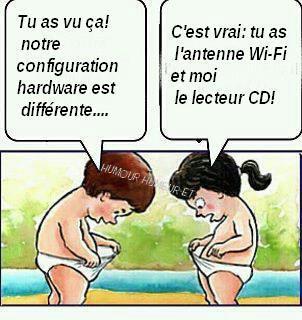 Tu as vu ça!
notre
configuration
hardware est
différente....
C'est vrai: tu as
l'antenne Wi-Fi
et moi
le lecteur CD!
HUMOUR HUMEUR ET